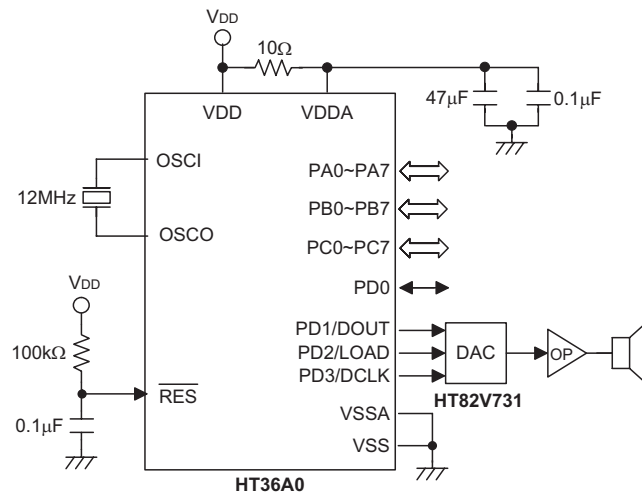 VDD
10Ω
VDD
VDDA
47μF
0.1μF
OSCI
12MHz
OSCO
PA0~PA7
PB0~PB7
PC0~PC7
PD0
VDD
100kΩ
RES
0.1μF
PD1/DOUT
PD2/LOAD
PD3/DCLK
DAC
OP
HT82V731
VSSA
VSS
HT36A0